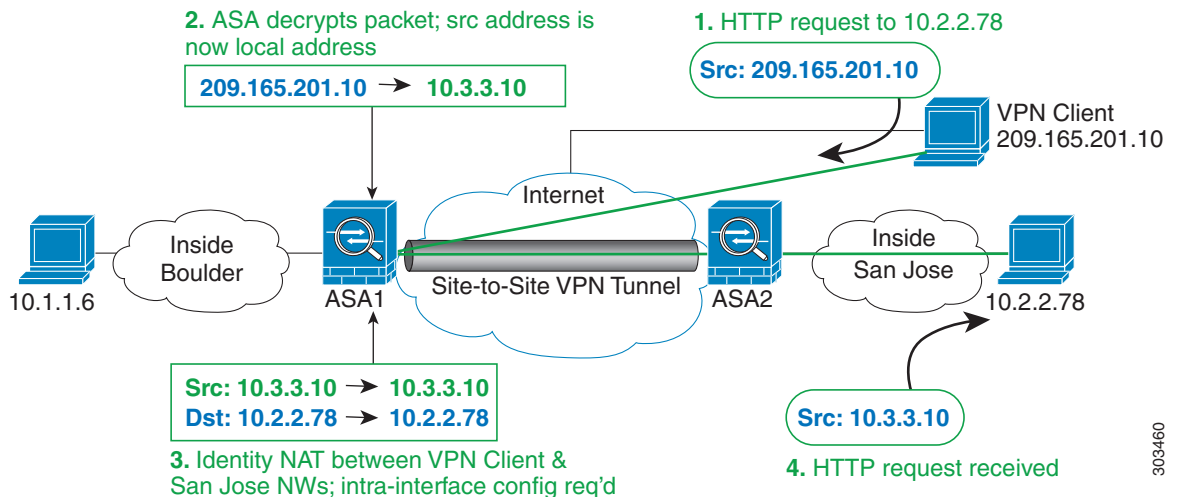 2. ASA decrypts packet; src address is
now local address
209.165.201.10 → 10.3.3.10
1. HTTP request to 10.2.2.78
Src: 209.165.201.10
VPN Client
209.165.201.10
Internet
Inside
Boulder
10.1.1.6
ASA1
Site-to-Site VPN Tunnel
ASA2
Inside
San Jose
10.2.2.78
Src: 10.3.3.10 → 10.3.3.10
Dst: 10.2.2.78 → 10.2.2.78
3. Identity NAT between VPN Client &
San Jose NWs; intra-interface config req'd
Src: 10.3.3.10
4. HTTP request received
303460